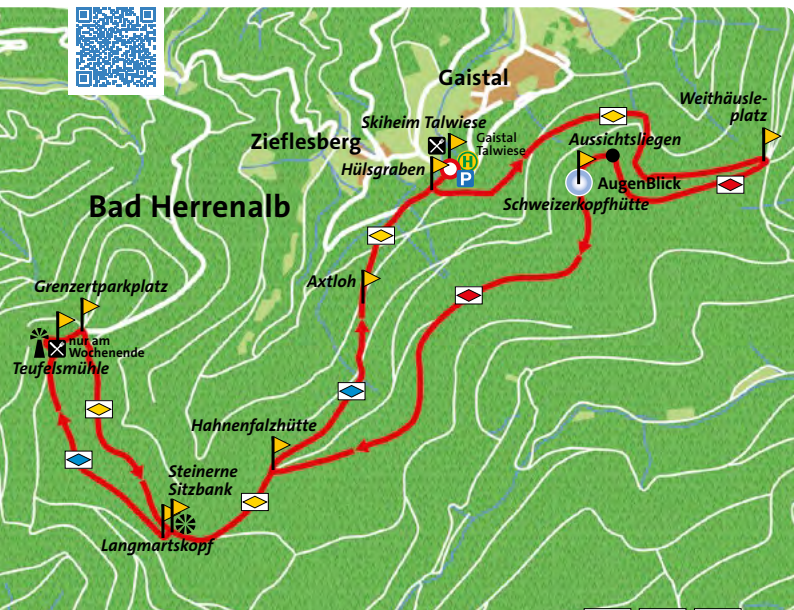 Gaistal
Weithäusle-
platz
Skiheim Talwiese
Gaistal
Talwiese
Aussichtsliegen
Zieflesberg
Hülsgraben
H
P
AugenBlick
Schweizerkopfhütte
Bad Herrenalb
Axtloh
Grenzertparkplatz
nur am
Wochenende
Teufelsmühle
Hahnenfalzhütte
Steinerne
Sitzbank
Langmartskopf